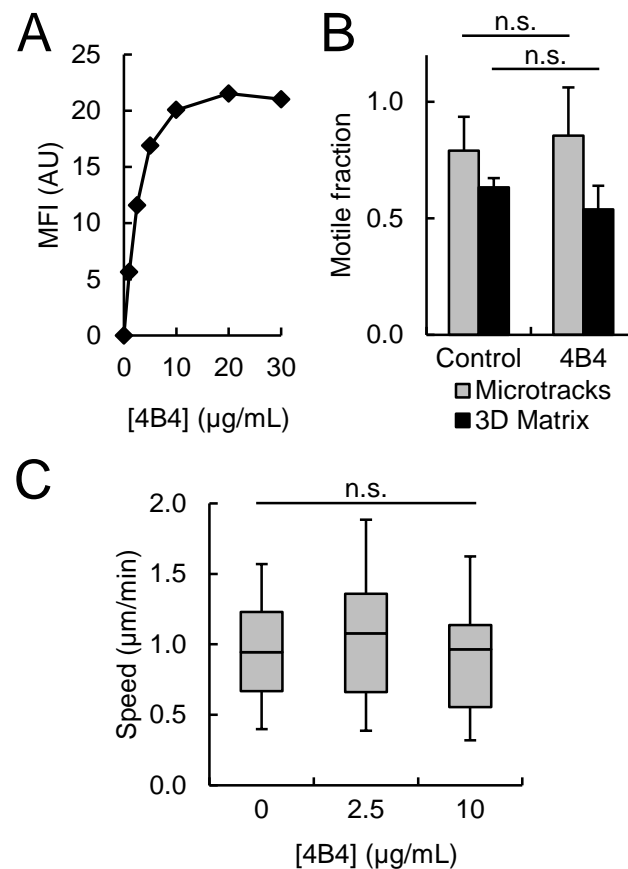 A
25
20
15
10
5
0
MFI (AU)
0 10 20 30
[4B4] (µg/mL)
B
n.s.
n.s.
1.0
0.5
0.0
Motile fraction
Control 4B4
Microtracks
3D Matrix
C
n.s.
2.0
1.5
1.0
0.5
0.0
Speed (µm/min)
0 2.5 10
[4B4] (µg/mL)